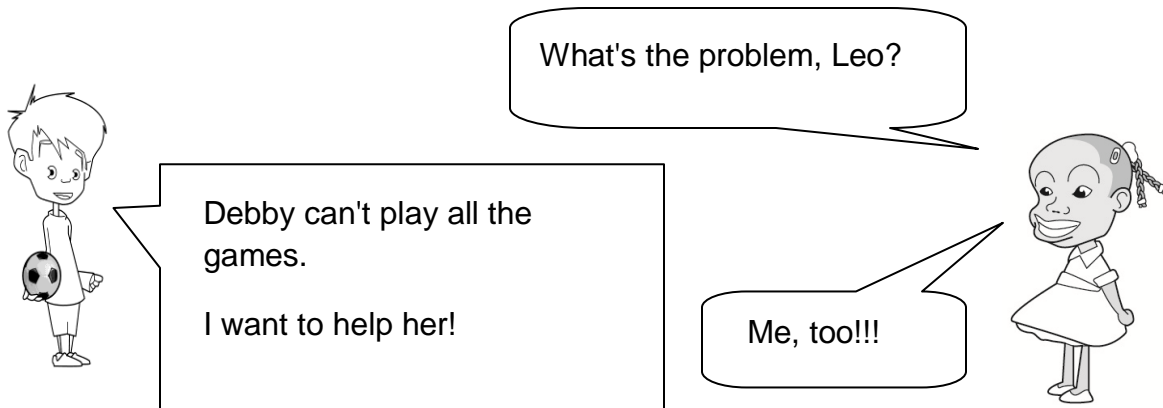 What's the problem, Leo?
Debby can't play all the
games.
I want to help her!
Me, too!!!